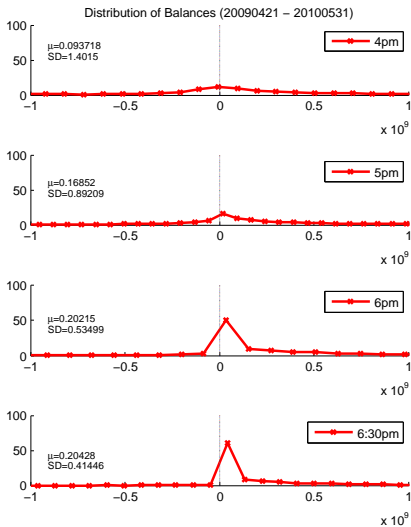 Distribution of Balances (20090421 − 20100531)
100
50
0
μ=0.093718
SD=1.4015
4pm
−1 −0.5 0 0.5 1
x 10^9
100
50
0
μ=0.16852
SD=0.89209
5pm
−1 −0.5 0 0.5 1
x 10^9
100
50
0
μ=0.20215
SD=0.53499
6pm
−1 −0.5 0 0.5 1
x 10^9
100
50
0
μ=0.20428
SD=0.41446
6:30pm
−1 −0.5 0 0.5 1
x 10^9